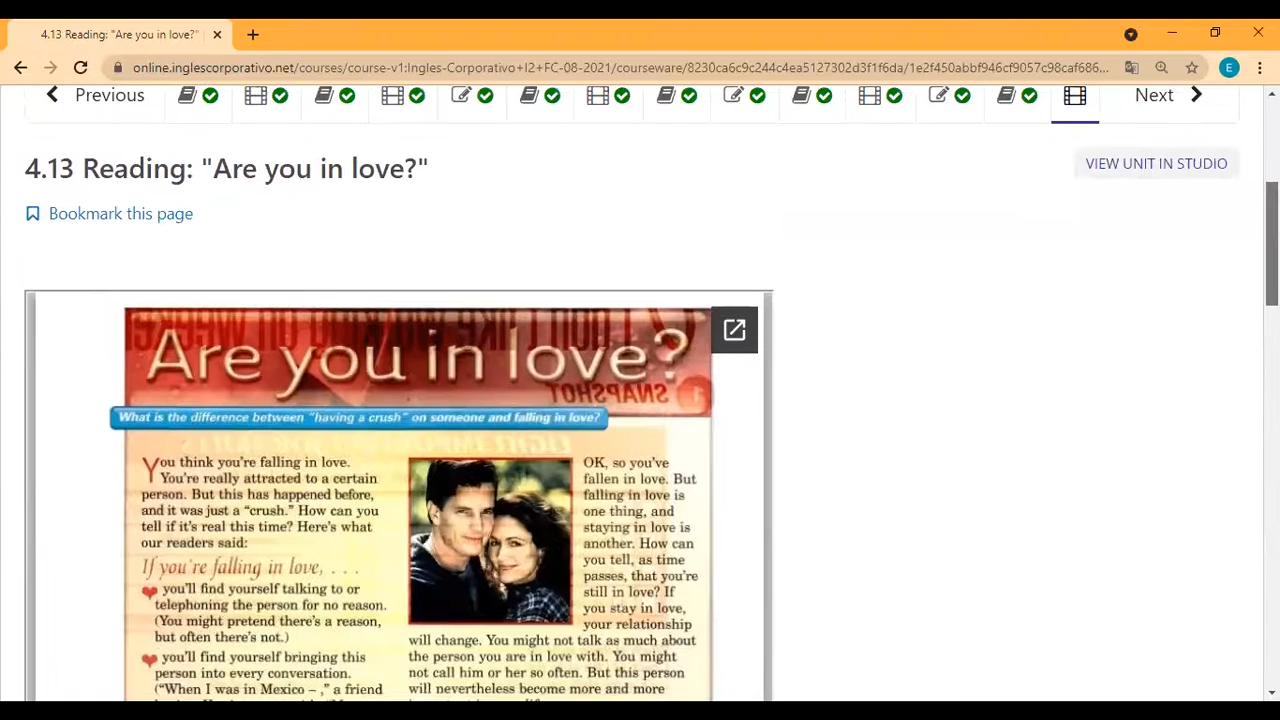 4.13 Reading: "Are you in love?"
online.inglescorporativo.net/courses/course-v1:Ingles-Corporativo+I2+FC-08-2021/courseware/8230ca6c9c244c4ea5127302d3f1f6da/1e2f450abbf946cf9057c98caf686...
E
Previous
Next
4.13 Reading: "Are you in love?"
VIEW UNIT IN STUDIO
Bookmark this page
Are you in love?
SNAPSHOT
What is the difference between "having a crush" on someone and falling in love?
You think you're falling in love.
You're really attracted to a certain
person. But this has happened before,
and it was just a "crush." How can you
tell if it's real this time? Here's what
our readers said:
If you're falling in love, . . .
you'll find yourself talking to or
telephoning the person for no reason.
(You might pretend there's a reason,
but often there's not.)
you'll find yourself bringing this
person into every conversation.
("When I was in Mexico – ," a friend
OK, so you've
fallen in love. But
falling in love is
one thing, and
staying in love is
another. How can
you tell, as time
passes, that you're
still in love? If
you stay in love,
your relationship
will change. You might not talk as much about
the person you are in love with. You might
not call him or her so often. But this person
will nevertheless become more and more